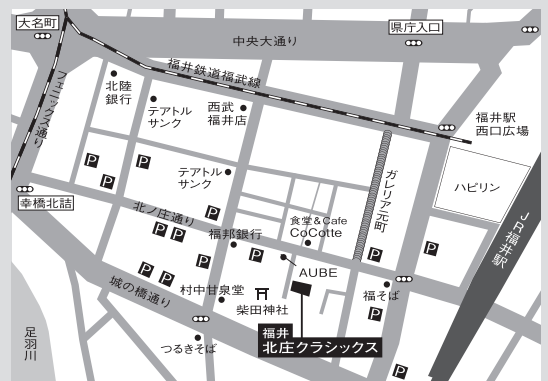 大名町
県庁入口
中央大通り
福井鉄道福武線
フェニックス通り
北陸
銀行
テアトル
サンク
西武
福井店
福井駅
西口広場
テアトル
サンク
ガレリア元町
ハピリン
幸橋北詰
北ノ庄通り
食堂&Cafe
CoCotte
福邦銀行
JR福井駅
AUBE
城の橋通り
村中甘泉堂
柴田神社
福そば
足羽川
つるきそば
福井
北庄クラシックス
P
P
P
P
P
P
P
P
P
P
P
P
P
P